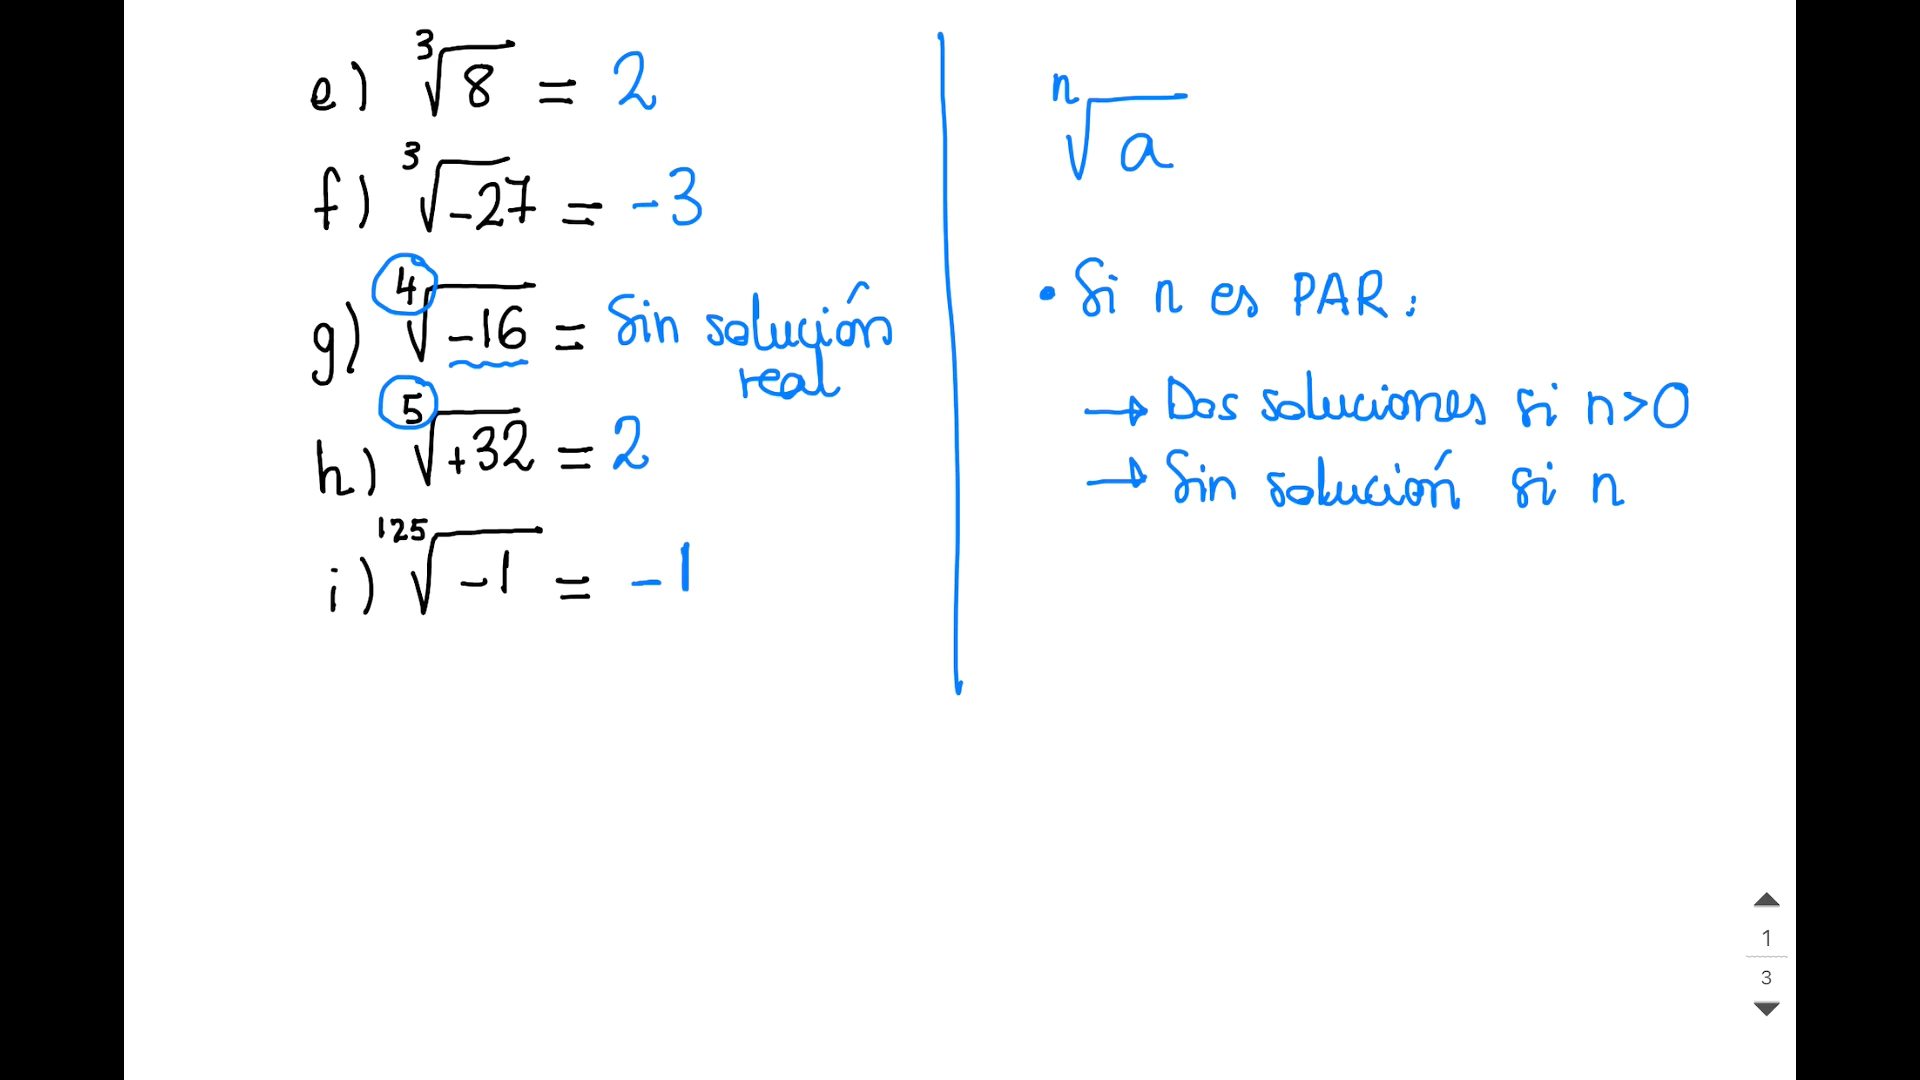 e) ³√8 = 2
f) ³√-27 = -3
g) ⁴√-16 = Sin solución
real
h) ⁵√+32 = 2
i) ¹²⁵√-1 = -1
ⁿ√a
• Si n es PAR:
→ Dos soluciones si n>0
→ Sin solución si n
1
3